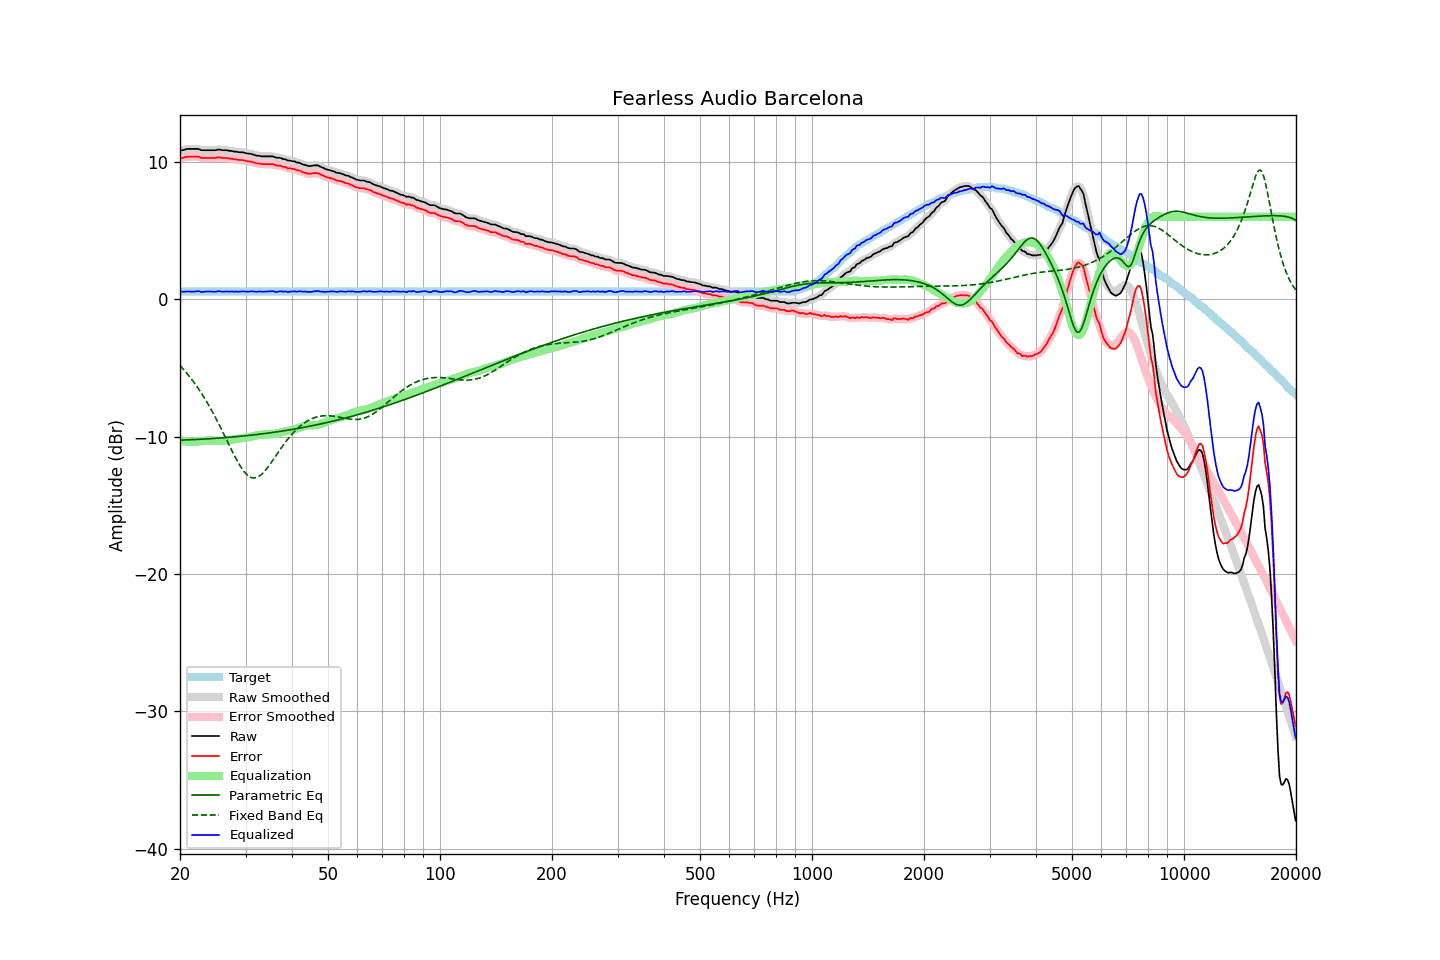 Fearless Audio Barcelona
Amplitude (dBr)
10
0
−10
−20
−30
−40
Target
Raw Smoothed
Error Smoothed
Raw
Error
Equalization
Parametric Eq
Fixed Band Eq
Equalized
20 50 100 200 500 1000 2000 5000 10000 20000
Frequency (Hz)